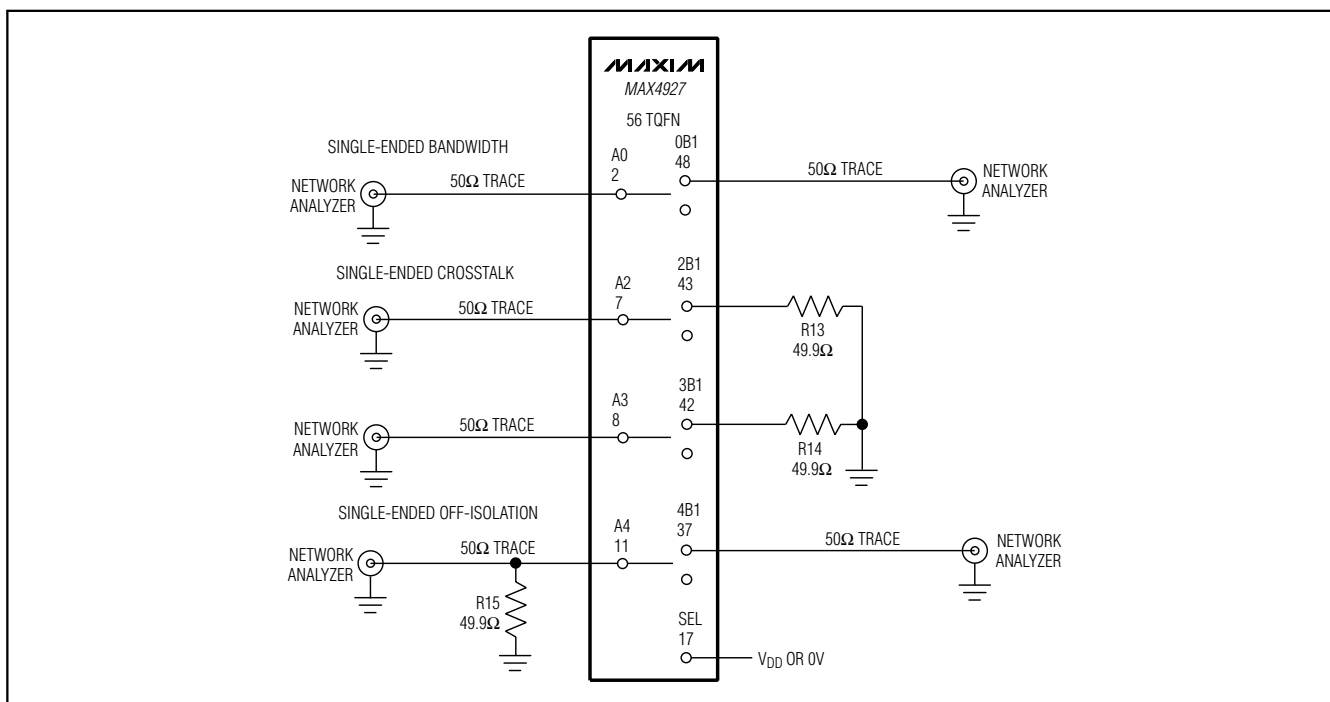 MAXIM
MAX4927
56 TQFN
SINGLE-ENDED BANDWIDTH
NETWORK
ANALYZER
50Ω TRACE
A0
2
0B1
48
50Ω TRACE
NETWORK
ANALYZER
SINGLE-ENDED CROSSTALK
NETWORK
ANALYZER
50Ω TRACE
A2
7
2B1
43
R13
49.9Ω
NETWORK
ANALYZER
50Ω TRACE
A3
8
3B1
42
R14
49.9Ω
SINGLE-ENDED OFF-ISOLATION
NETWORK
ANALYZER
50Ω TRACE
R15
49.9Ω
A4
11
4B1
37
50Ω TRACE
NETWORK
ANALYZER
SEL
17
VDD OR 0V